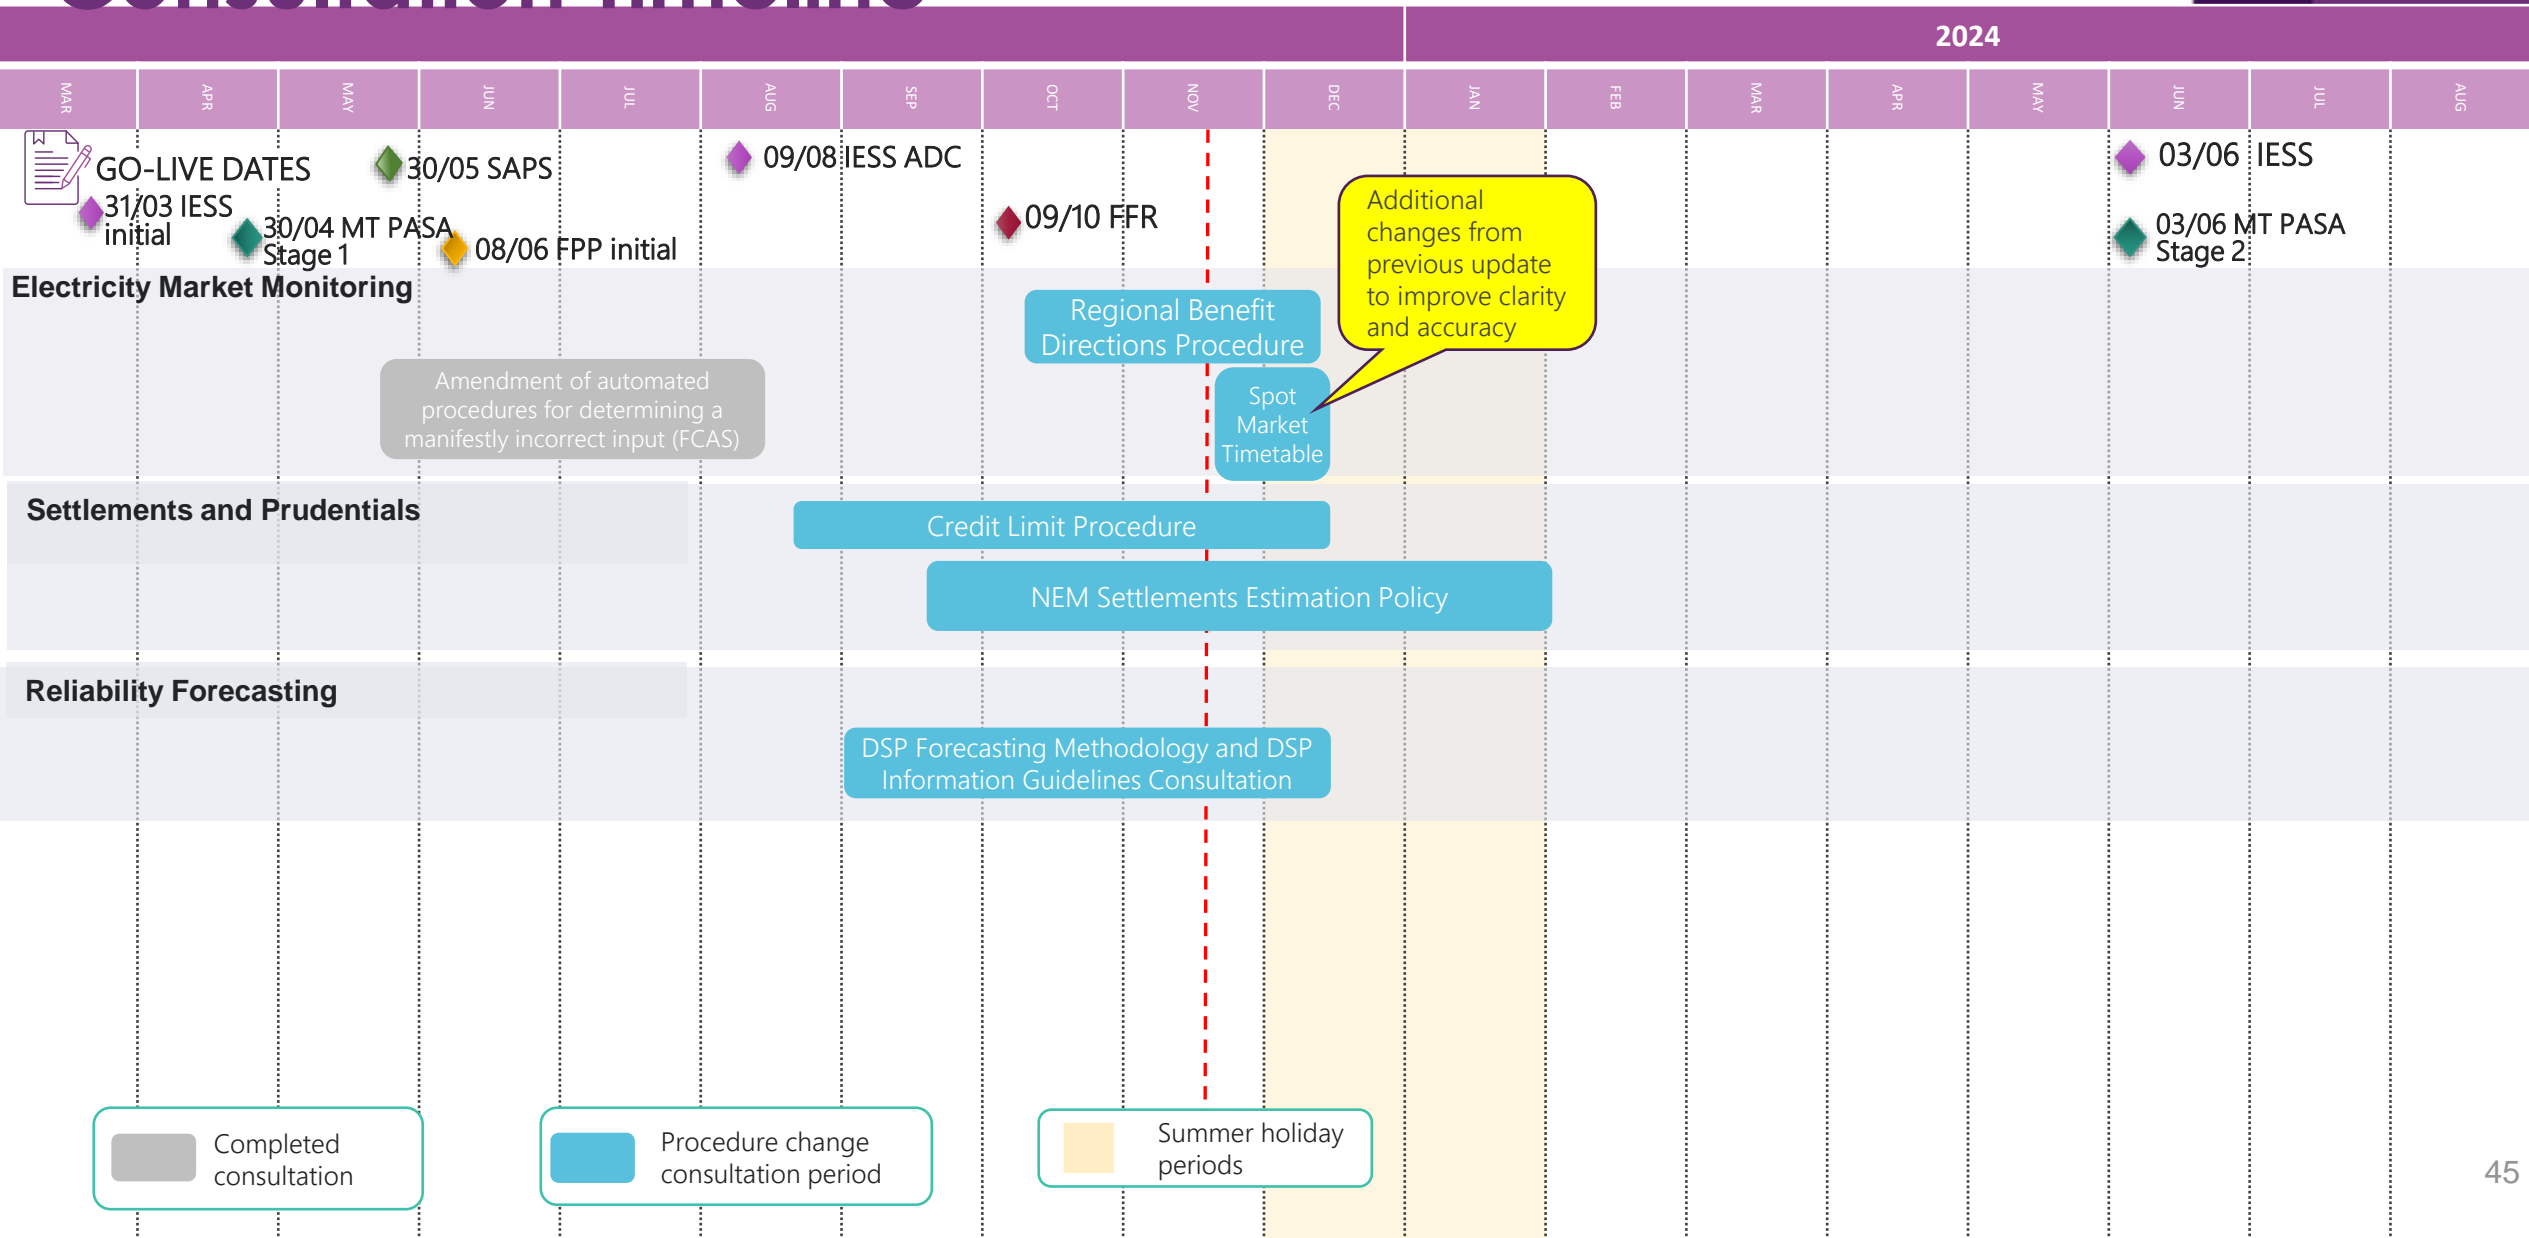 Consultation timeline
2024
MAR
APR
MAY
JUN
JUL
AUG
SEP
OCT
NOV
DEC
JAN
FEB
MAR
APR
MAY
JUN
JUL
AUG
GO-LIVE DATES
31/03 IESS
initial
30/04 MT PASA
Stage 1
30/05 SAPS
08/06 FPP initial
09/08 IESS ADC
09/10 FFR
03/06 IESS
03/06 MT PASA
Stage 2
Additional
changes from
previous update
to improve clarity
and accuracy
Electricity Market Monitoring
Regional Benefit
Directions Procedure
Amendment of automated
procedures for determining a
manifestly incorrect input (FCAS)
Spot
Market
Timetable
Settlements and Prudentials
Credit Limit Procedure
NEM Settlements Estimation Policy
Reliability Forecasting
DSP Forecasting Methodology and DSP
Information Guidelines Consultation
Completed
consultation
Procedure change
consultation period
Summer holiday
periods
45